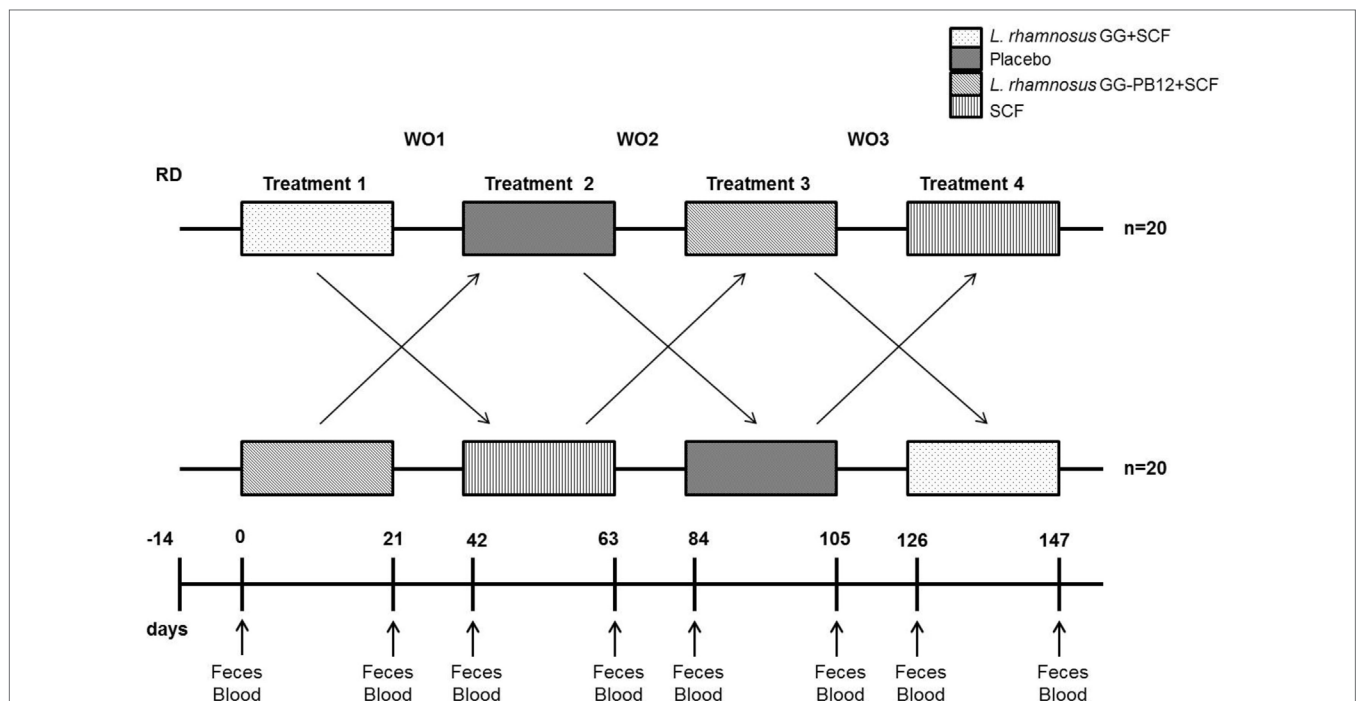 L. rhamnosus GG+SCF
Placebo
L. rhamnosus GG-PB12+SCF
SCF
WO1 WO2 WO3
RD
Treatment 1 Treatment 2 Treatment 3 Treatment 4
n=20
n=20
-14 0 21 42 63 84 105 126 147
days
Feces Feces Feces Feces Feces Feces Feces Feces
Blood Blood Blood Blood Blood Blood Blood Blood